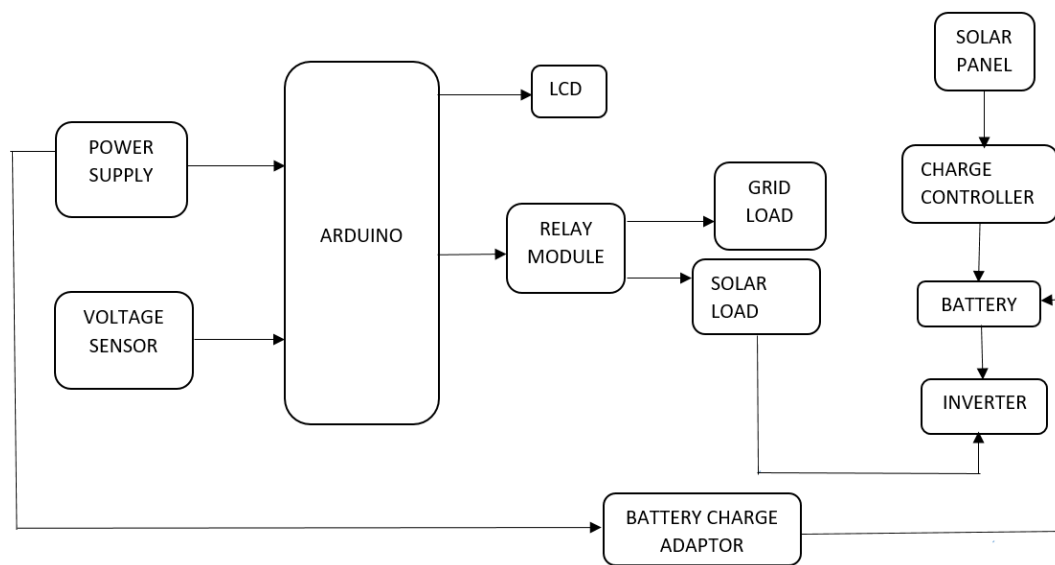 SOLAR
PANEL
LCD
POWER
SUPPLY
CHARGE
CONTROLLER
GRID
LOAD
ARDUINO
RELAY
MODULE
SOLAR
LOAD
BATTERY
VOLTAGE
SENSOR
INVERTER
BATTERY CHARGE
ADAPTOR